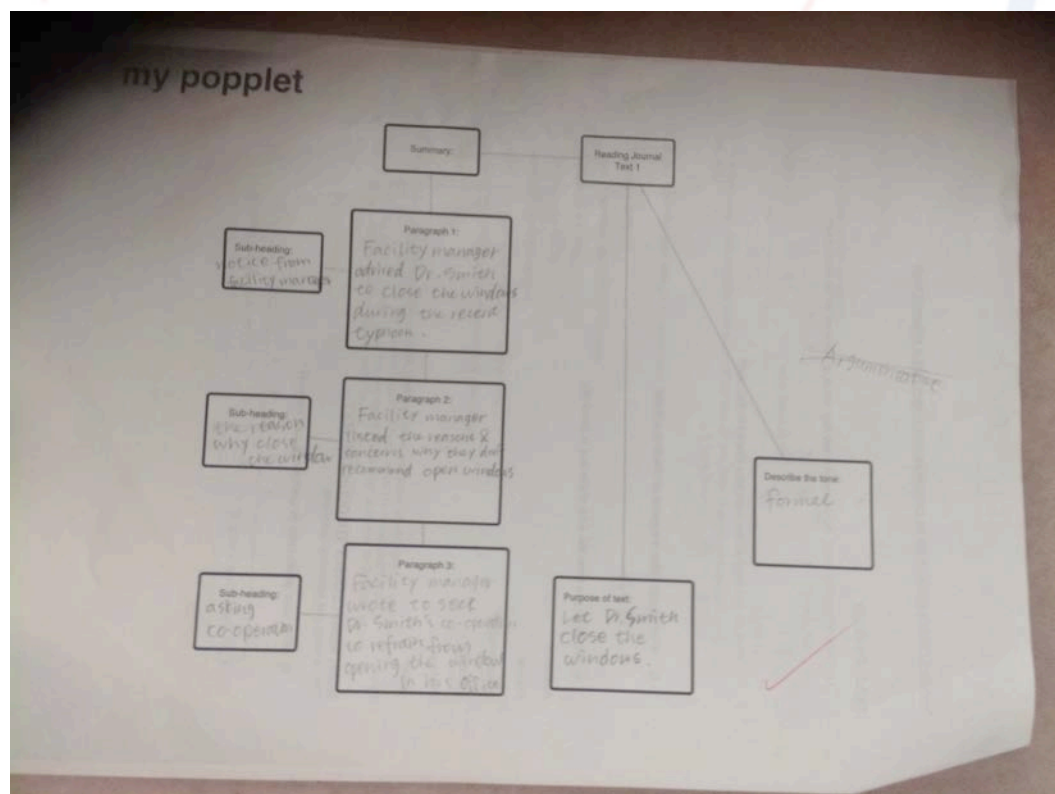 my popplet
Summary:
Reading Journal
Text 1
Sub-heading:
notice from
facility manager
Paragraph 1:
Facility manager
advised Dr. Smith
to close the windows
during the recent
typhoon.
Sub-heading:
the reason
why close
the window
Paragraph 2:
Facility manager
listed the reasons &
concerns why they don't
recommend open windows
Sub-heading:
asking
co-operation
Paragraph 3:
Facility manager
wrote to seek
Dr. Smith's co-operation
to refrain from
opening the window
in his office
Purpose of text:
Let Dr. Smith
close the
windows.
Describe the tone:
formel
Argumentative